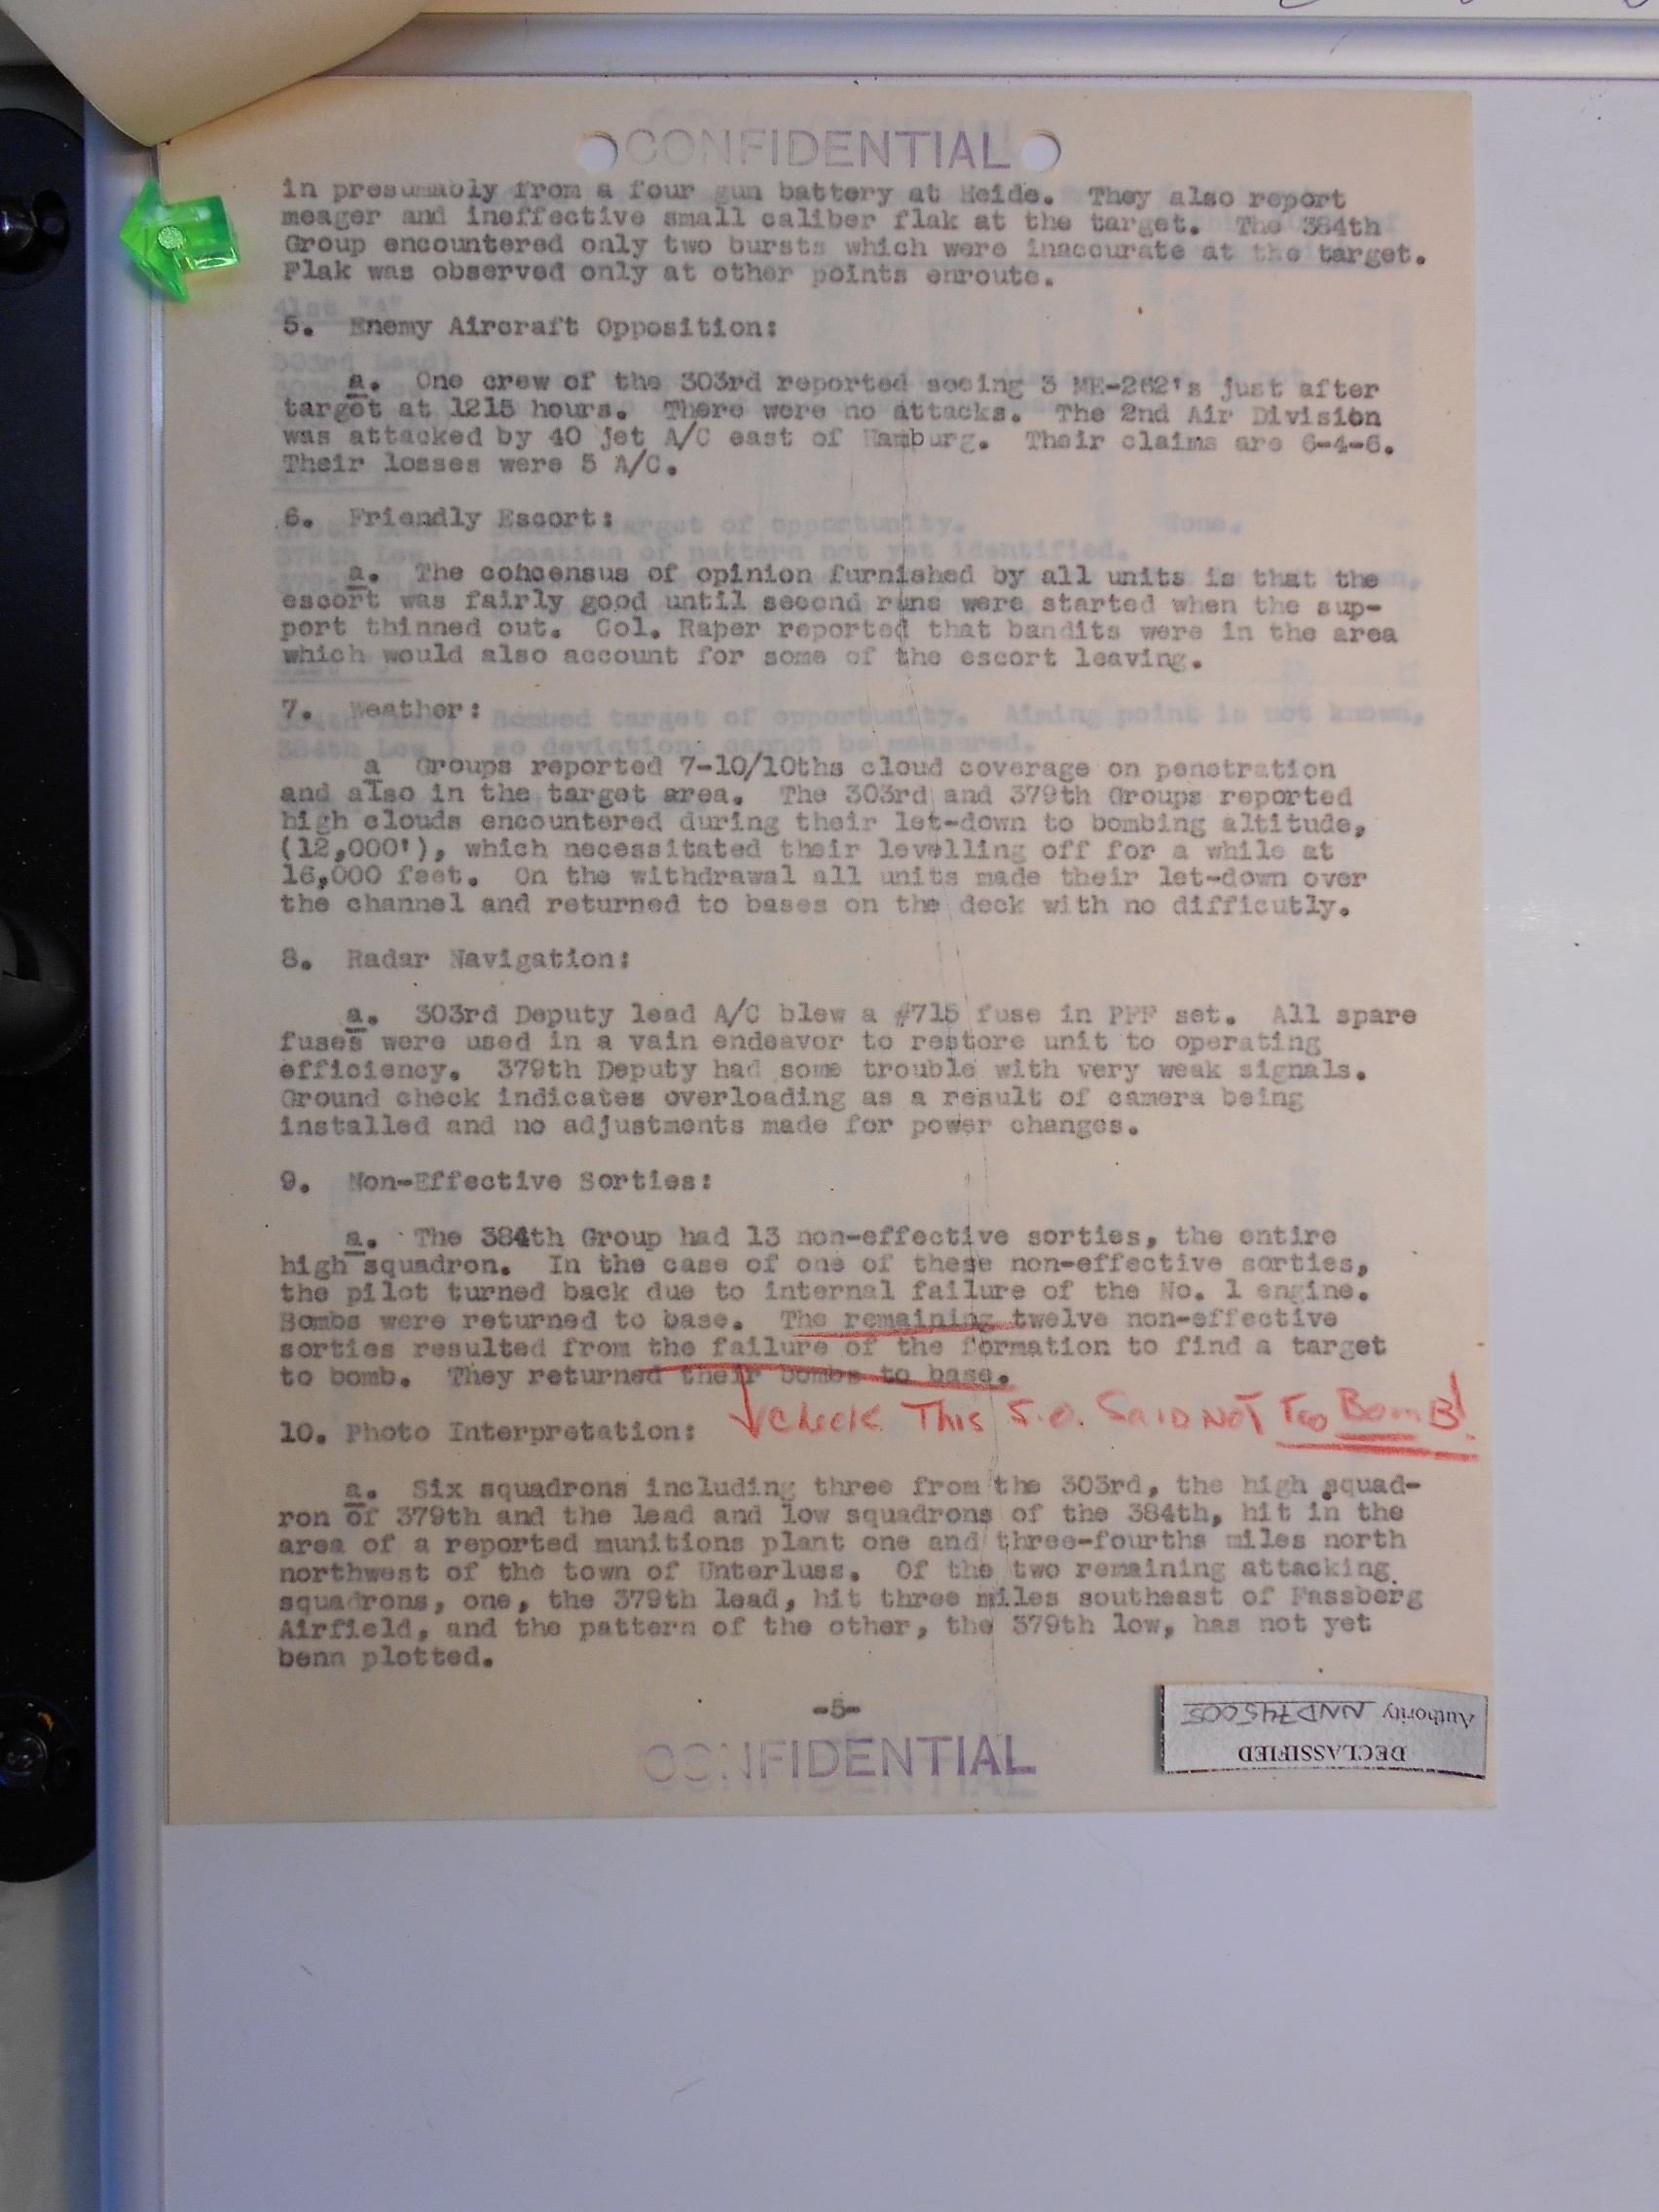 CONFIDENTIAL
in presumably from a four gun battery at Heide. They also report
meager and ineffective small caliber flak at the target. The 384th
Group encountered only two bursts which were inaccurate at the target.
Flak was observed only at other points enroute.
5. Enemy Aircraft Opposition:
a. One crew of the 303rd reported seeing 3 ME-262's just after
target at 1215 hours. There were no attacks. The 2nd Air Division
was attacked by 40 jet A/C east of Hamburg. Their claims are 6-4-6.
Their losses were 5 A/C.
6. Friendly Escort:
a. The concensus of opinion furnished by all units is that the
escort was fairly good until second runs were started when the sup-
port thinned out. Col. Raper reported that bandits were in the area
which would also account for some of the escort leaving.
7. Weather:
a Groups reported 7-10/10ths cloud coverage on penetration
and also in the target area. The 303rd and 379th Groups reported
high clouds encountered during their let-down to bombing altitude,
(12,000'), which necessitated their levelling off for a while at
16,000 feet. On the withdrawal all units made their let-down over
the channel and returned to bases on the deck with no difficutly.
8. Radar Navigation:
a. 303rd Deputy lead A/C blew a #715 fuse in PFF set. All spare
fuses were used in a vain endeavor to restore unit to operating
efficiency. 379th Deputy had some trouble with very weak signals.
Ground check indicates overloading as a result of camera being
installed and no adjustments made for power changes.
9. Non-Effective Sorties:
a. The 384th Group had 13 non-effective sorties, the entire
high squadron. In the case of one of these non-effective sorties,
the pilot turned back due to internal failure of the No. 1 engine.
Bombs were returned to base. The remaining twelve non-effective
sorties resulted from the failure of the formation to find a target
to bomb. They returned their bombs to base.
Check This S.O. Said NOT Too BomB!
10. Photo Interpretation:
a. Six squadrons including three from the 303rd, the high squad-
ron of 379th and the lead and low squadrons of the 384th, hit in the
area of a reported munitions plant one and three-fourths miles north
northwest of the town of Unterluss. Of the two remaining attacking
squadrons, one, the 379th lead, hit three miles southeast of Fassberg
Airfield, and the pattern of the other, the 379th low, has not yet
benn plotted.
-5-
CONFIDENTIAL
DECLASSIFIED
Authority NND745005